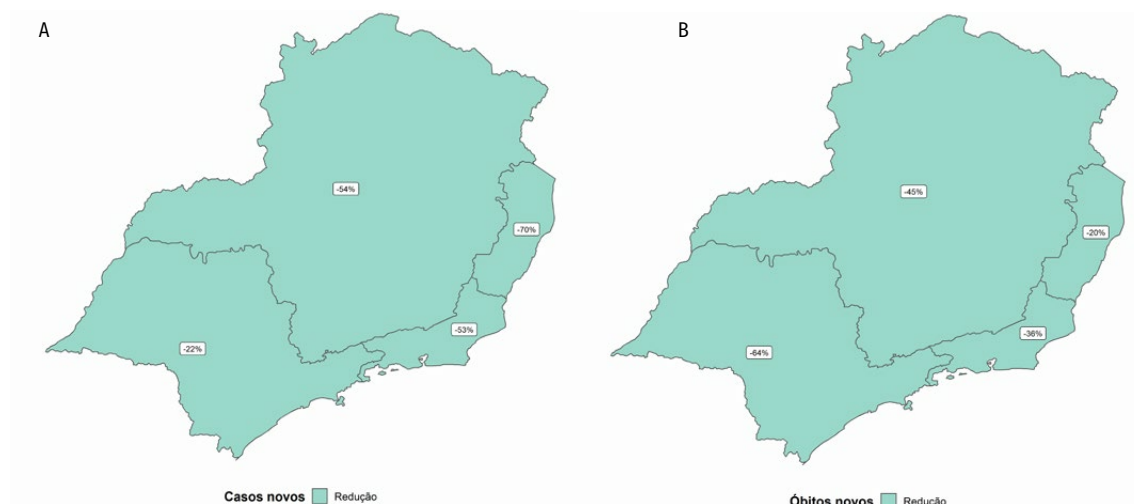 A
-54%
-70%
-53%
-22%
Casos novos Redução
B
-45%
-20%
-36%
-64%
Óbitos novos Redução